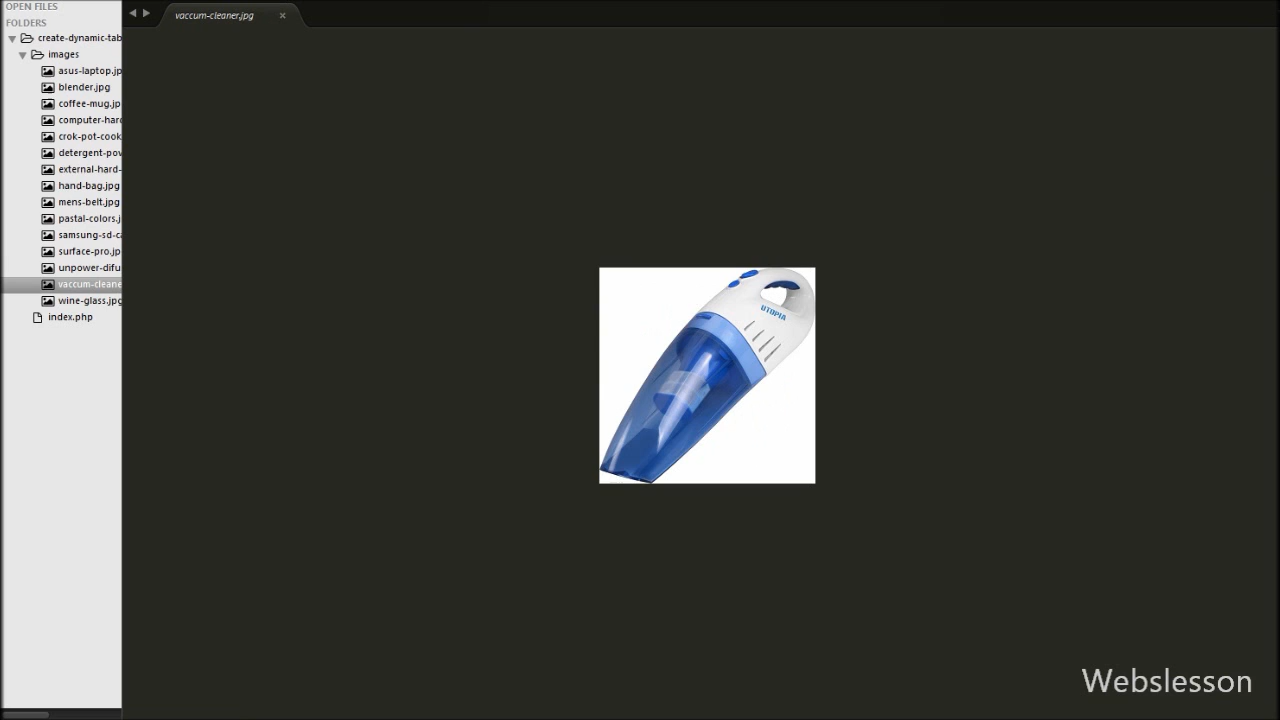 OPEN FILES
FOLDERS
create-dynamic-tab
images
asus-laptop.jp
blender.jpg
coffee-mug.jp
computer-hard
crok-pot-cook
detergent-pov
external-hard-
hand-bag.jpg
mens-belt.jpg
pastal-colors.j
samsung-sd-ca
surface-pro.jp
unpower-difu
vaccum-cleane
wine-glass.jpg
index.php
vaccum-cleaner.jpg
UTOPIA
Webslesson